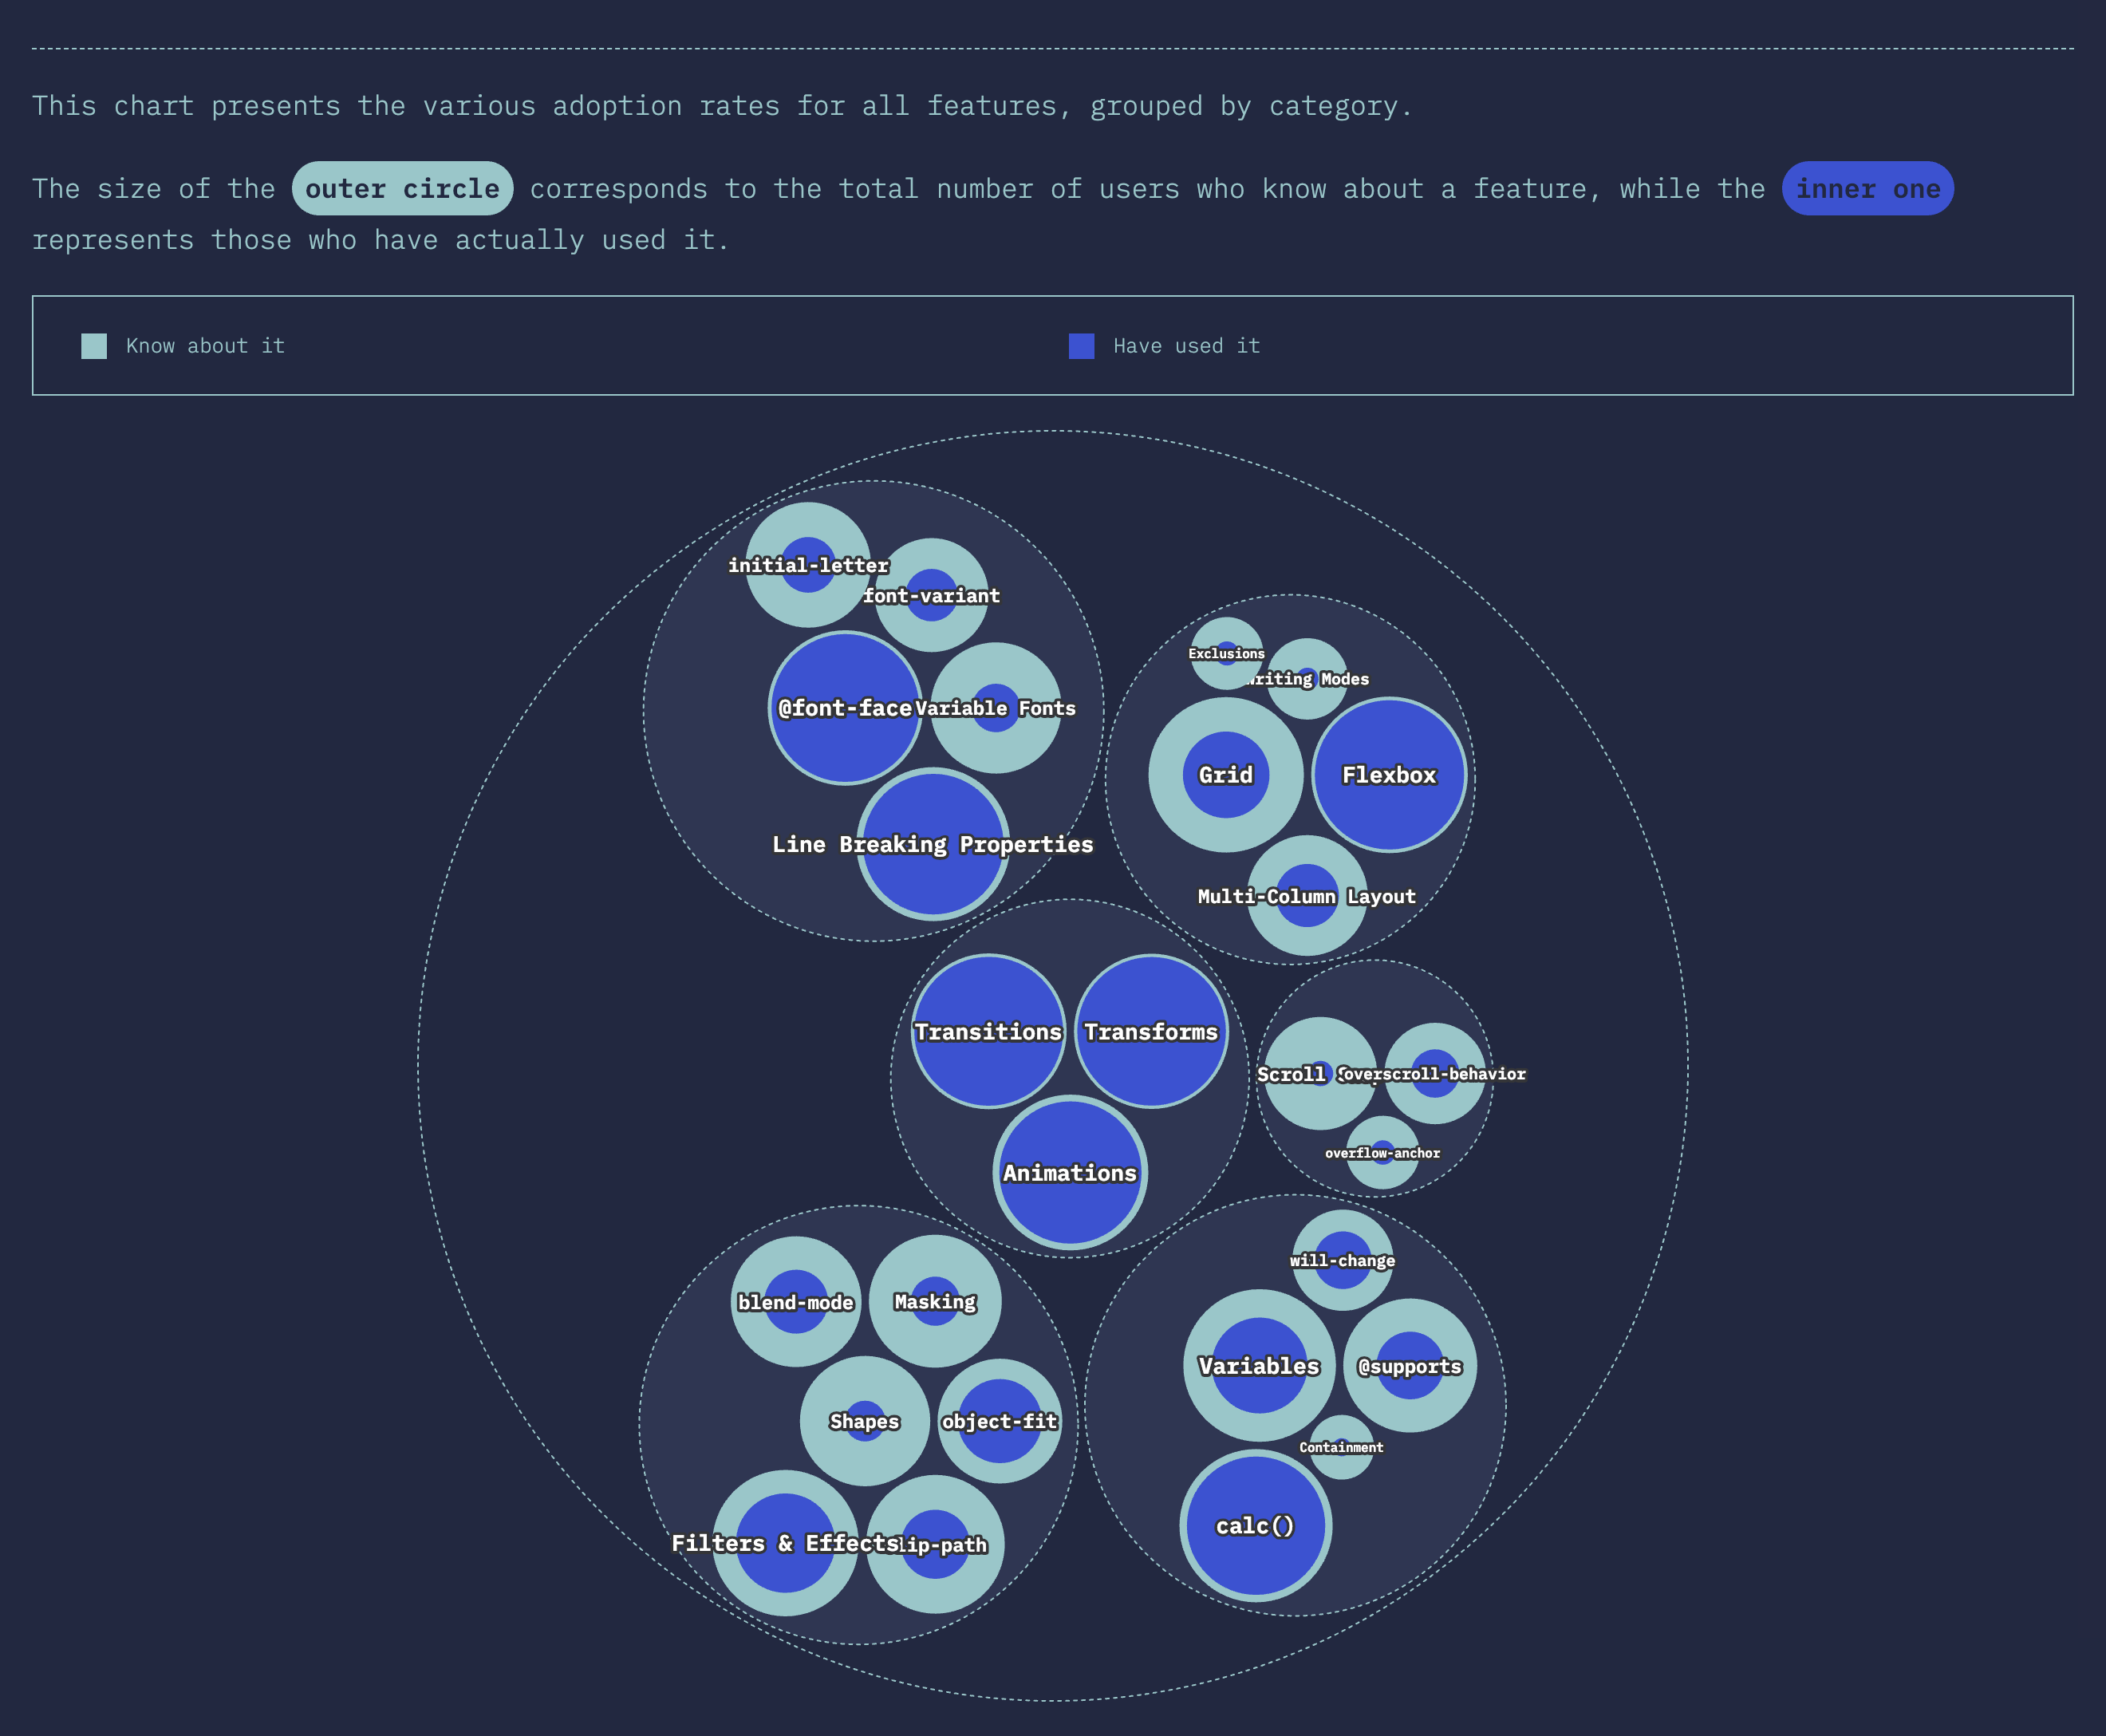 This chart presents the various adoption rates for all features, grouped by category.
The size of the outer circle corresponds to the total number of users who know about a feature, while the inner one
represents those who have actually used it.
Know about it
Have used it
initial-letter
font-variant
@font-face
Variable Fonts
Line Breaking Properties
Exclusions
Writing Modes
Grid
Flexbox
Multi-Column Layout
Transitions
Transforms
Animations
Scroll
overscroll-behavior
overflow-anchor
blend-mode
Masking
Shapes
object-fit
Filters & Effects
lip-path
will-change
Variables
@supports
Containment
calc()